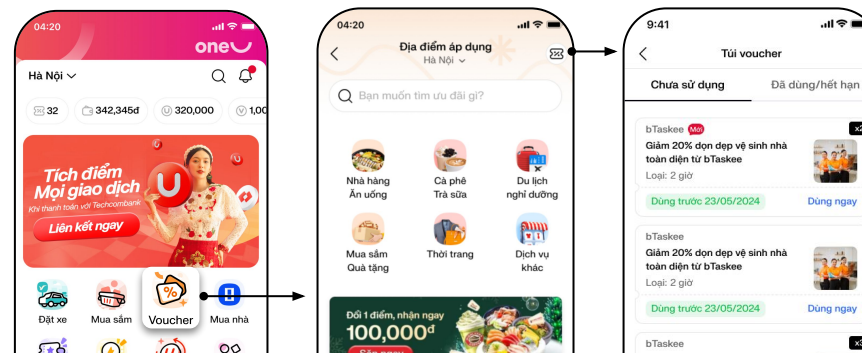 04:20
oneU
Hà Nội
32
342,345đ
320,000
1,00
Tích điểm
Mọi giao dịch
Khi thanh toán với Techcombank
Liên kết ngay
U
Đặt xe
Mua sắm
Voucher
Mua nhà
04:20
Địa điểm áp dụng
Hà Nội
Bạn muốn tìm ưu đãi gì?
Nhà hàng
Ăn uống
Cà phê
Trà sữa
Du lịch
nghỉ dưỡng
Mua sắm
Quà tặng
Thời trang
Dịch vụ
khác
Đổi 1 điểm, nhận ngay
100,000đ
Săn ngay
9:41
Túi voucher
Chưa sử dụng
Đã dùng/hết hạn
bTaskee Mới
Giảm 20% dọn dẹp vệ sinh nhà
toàn diện từ bTaskee
Loại: 2 giờ
Dùng trước 23/05/2024
Dùng ngay
bTaskee
Giảm 20% dọn dẹp vệ sinh nhà
toàn diện từ bTaskee
Loại: 2 giờ
Dùng trước 23/05/2024
Dùng ngay
bTaskee